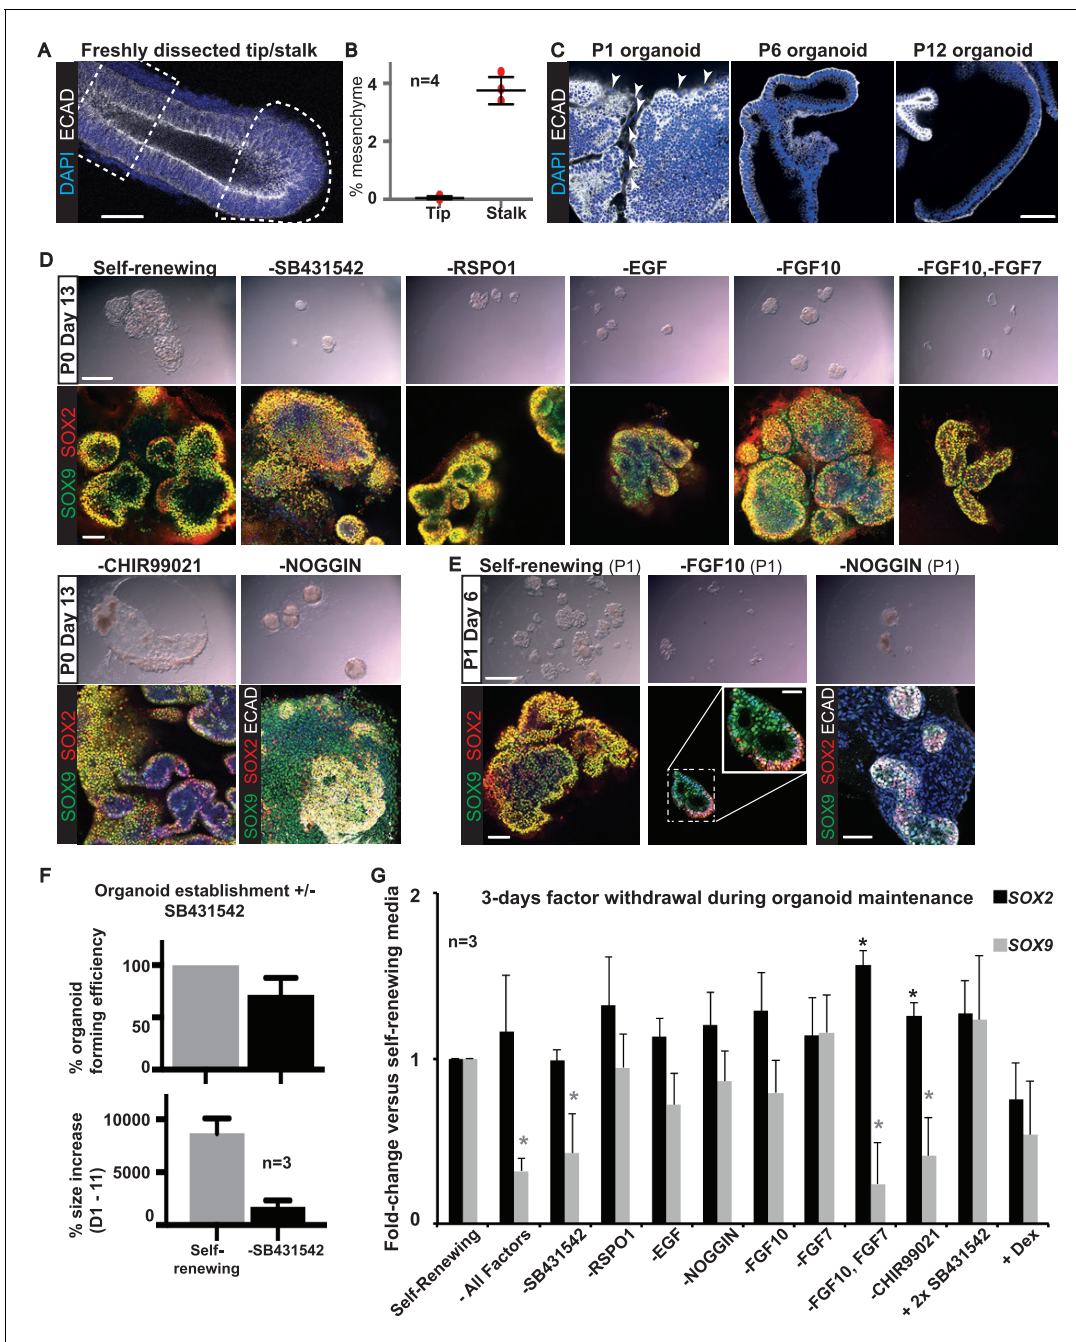 A Freshly dissected tip/stalk
DAPI ECAD
B
n=4
% mesenchyme
4
2
0
Tip Stalk
C P1 organoid P6 organoid P12 organoid
DAPI ECAD
D
Self-renewing -SB431542 -RSPO1 -EGF -FGF10 -FGF10,-FGF7
P0 Day 13
SOX9 SOX2
-CHIR99021 -NOGGIN
P0 Day 13
SOX9 SOX2
SOX9 SOX2 ECAD
E Self-renewing (P1) -FGF10 (P1) -NOGGIN (P1)
P1 Day 6
SOX9 SOX2
SOX9 SOX2 ECAD
F
Organoid establishment +/-
SB431542
% organoid
forming efficiency
100
50
0
% size increase
(D1 - 11)
10000
5000
0
n=3
Self-
renewing
-SB431542
G
3-days factor withdrawal during organoid maintenance
SOX2
SOX9
n=3
Fold-change versus self-renewing media
2
1
0
* * * * * *
Self-Renewing
- All Factors
-SB431542
-RSPO1
-EGF
-NOGGIN
-FGF10
-FGF7
-FGF10, FGF7
-CHIR99021
+ 2x SB431542
+ Dex